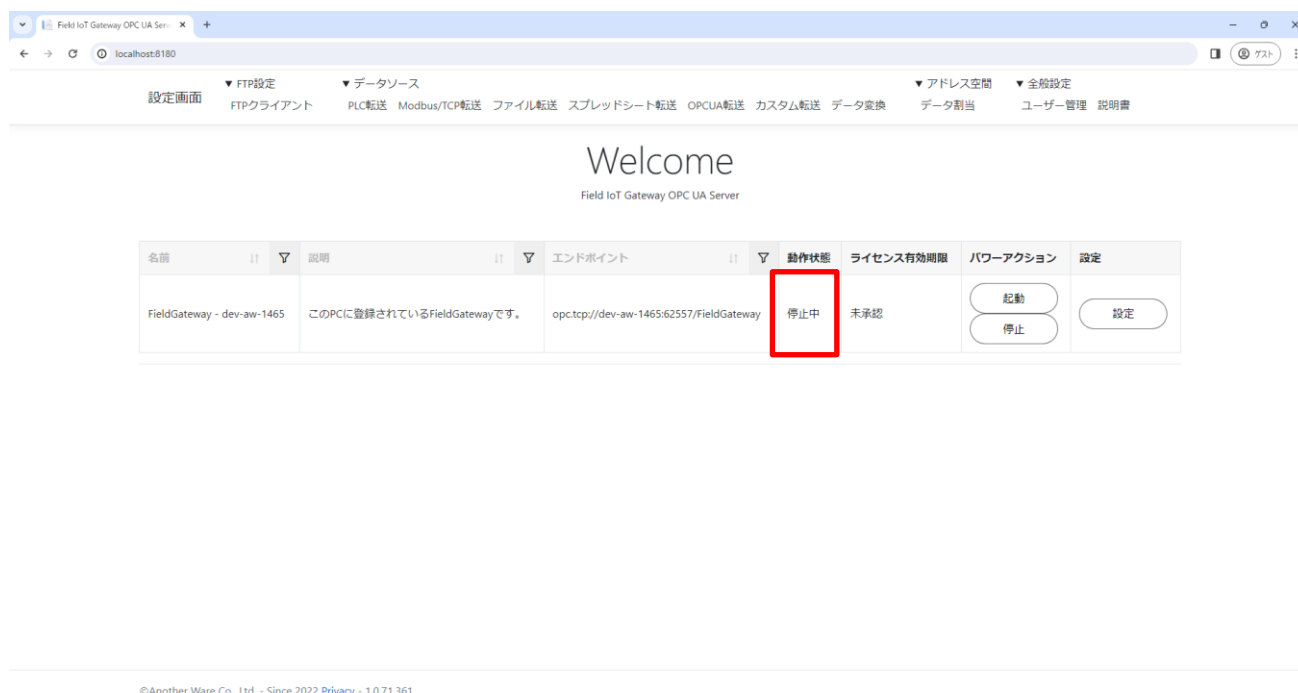 Field IoT Gateway OPC UA Serv
localhost:8180
ゲスト
設定画面
▼ FTP設定
FTPクライアント
▼ データソース
PLC転送 Modbus/TCP転送 ファイル転送 スプレッドシート転送 OPCUA転送 カスタム転送 データ変換
▼ アドレス空間
データ割当
▼ 全般設定
ユーザー管理 説明書
Welcome
Field IoT Gateway OPC UA Server
名前 説明 エンドポイント 動作状態 ライセンス有効期限 パワーアクション 設定
FieldGateway - dev-aw-1465 このPCに登録されているFieldGatewayです。 opc.tcp://dev-aw-1465:62557/FieldGateway 停止中 未承認 起動 設定
停止
©Another Ware Co., Ltd. - Since 2022 Privacy - 1.0.71.361